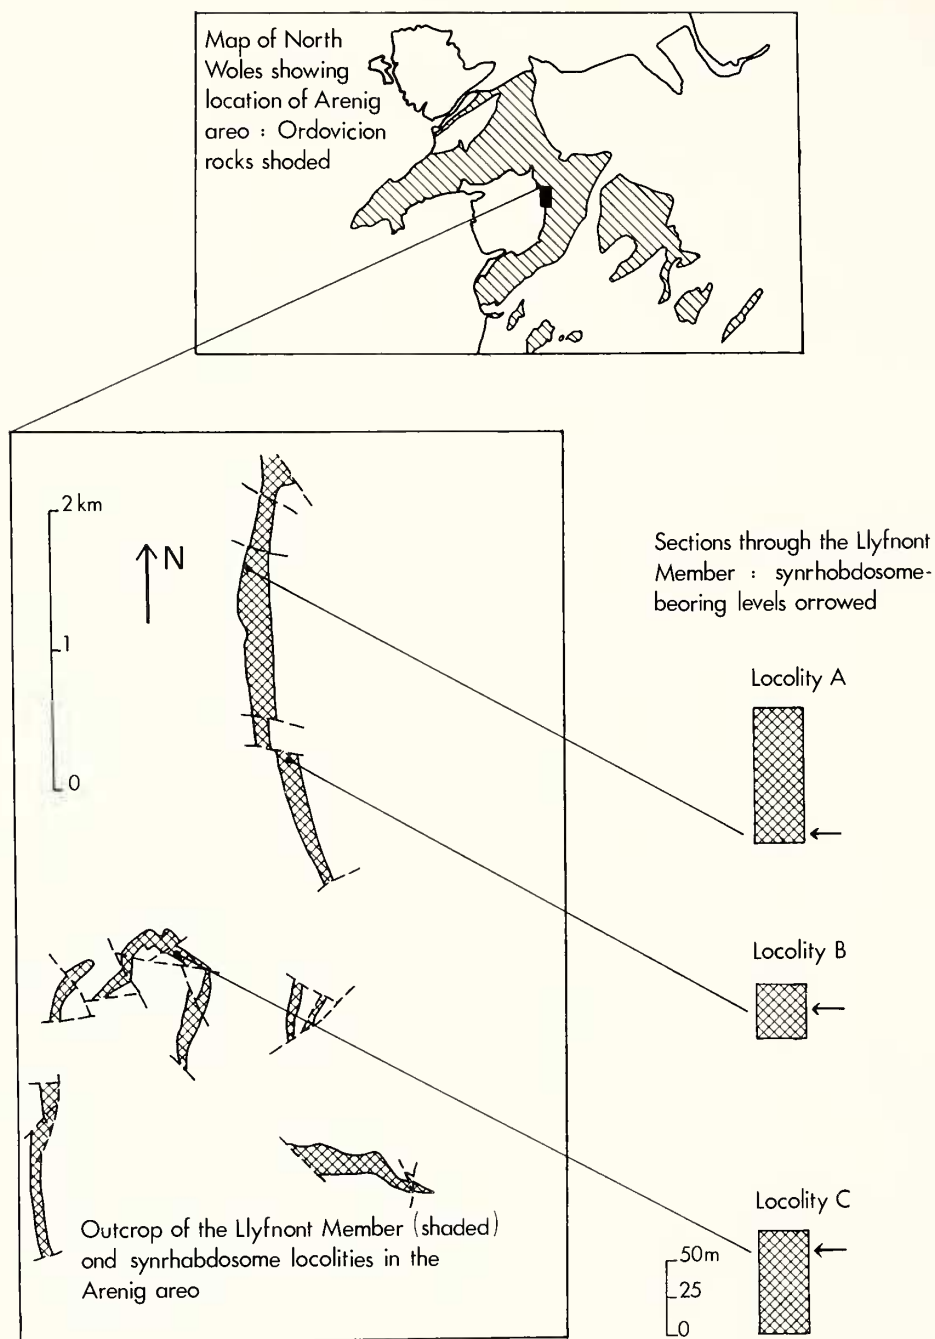 Map of North
Woles showing
location of Arenig
areo : Ordovicion
rocks shoded
2 km
N
1
0
Sections through the Llyfnont
Member : synrhobdosome-
beoring levels orrowed
Locolity A
Locolity B
Locolity C
50m
25
0
Outcrop of the Llyfnont Member (shaded)
ond synrhabdosome locolities in the
Arenig oreo